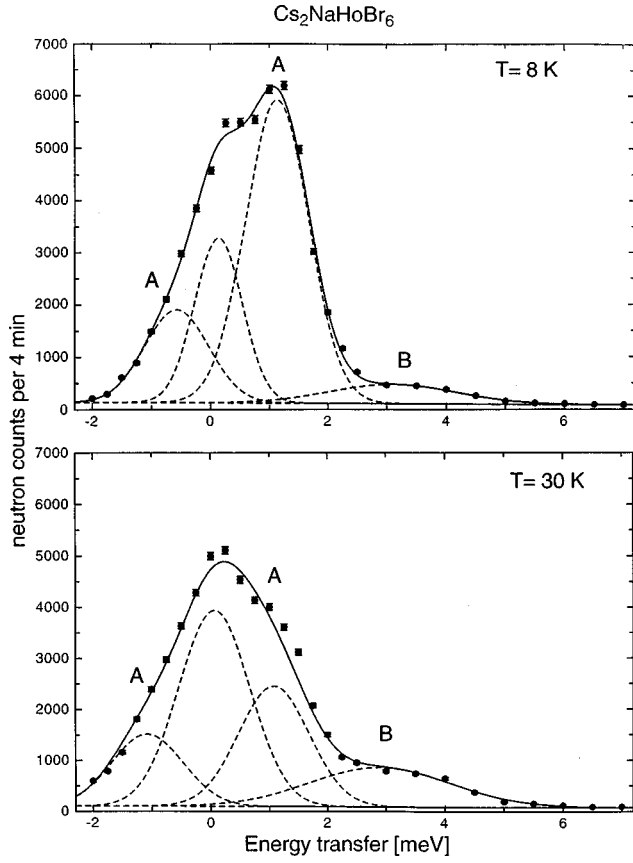 Cs₂NaHoBr₆
7000
6000
5000
4000
3000
2000
1000
0
A
T= 8 K
A
B
-2
0
2
4
6
neutron counts per 4 min
7000
6000
5000
4000
3000
2000
1000
0
T= 30 K
A
A
B
-2
0
2
4
6
Energy transfer [meV]